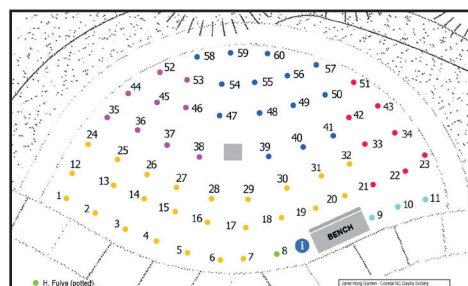 58 59 60
52 53 54 55 56 57
44 45 46 47 48 49 50 51
35 36 37 38 39 40 41 42 43
24 25 26 27 28 29 30 31 32 33 34
12 13 14 15 16 17 18 19 20 21 22 23
1 2 3 4 5 6 7 8 9 10 11
i
BENCH
H. Fulva (potted)
Janet Hong Garden - Coastal NC Daylily Society